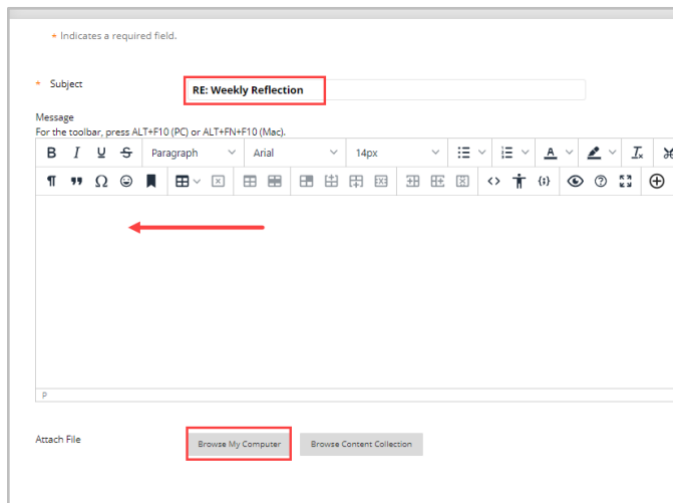 * Indicates a required field.
* Subject
RE: Weekly Reflection
Message
For the toolbar, press ALT+F10 (PC) or ALT+FN+F10 (Mac).
B I U S Paragraph Arial 14px A Tx
¶ " Ω <> {;}
P
Attach File Browse My Computer Browse Content Collection